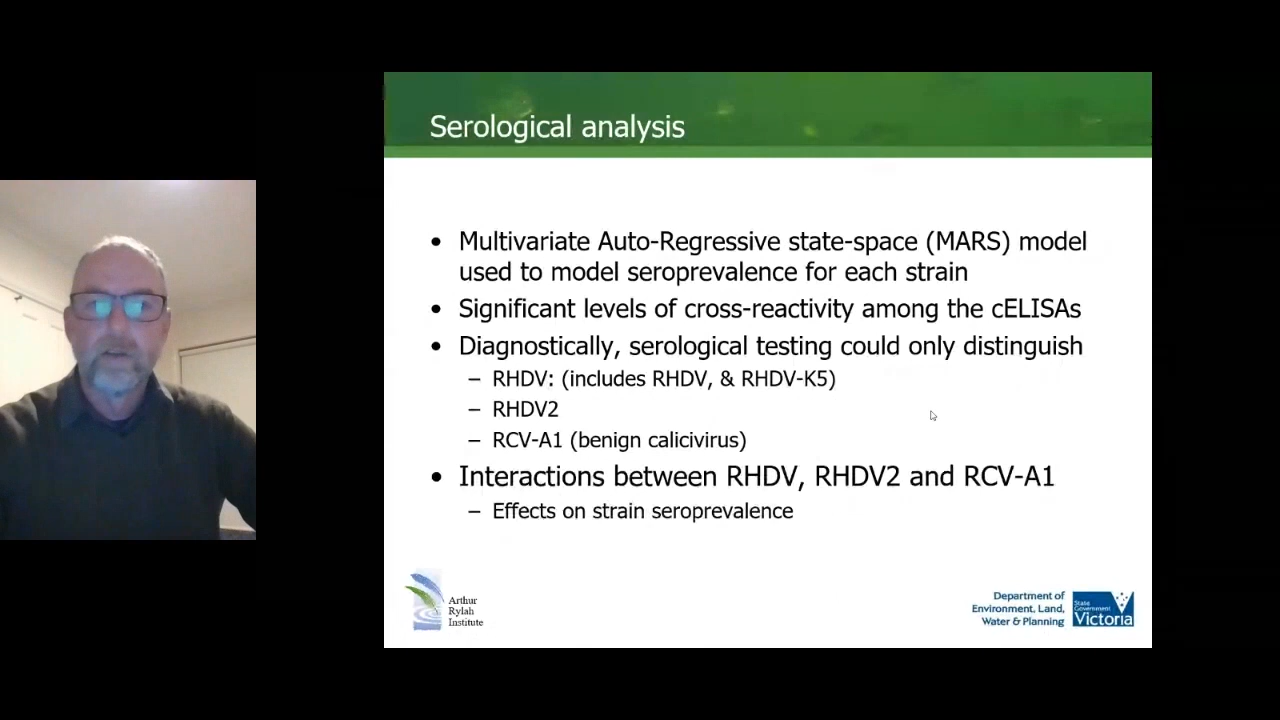 Serological analysis
• Multivariate Auto-Regressive state-space (MARS) model
used to model seroprevalence for each strain
• Significant levels of cross-reactivity among the cELISAs
• Diagnostically, serological testing could only distinguish
– RHDV: (includes RHDV, & RHDV-K5)
– RHDV2
– RCV-A1 (benign calicivirus)
• Interactions between RHDV, RHDV2 and RCV-A1
– Effects on strain seroprevalence
Arthur
Rylah
Institute
Department of
Environment, Land,
Water & Planning
State
Government
Victoria